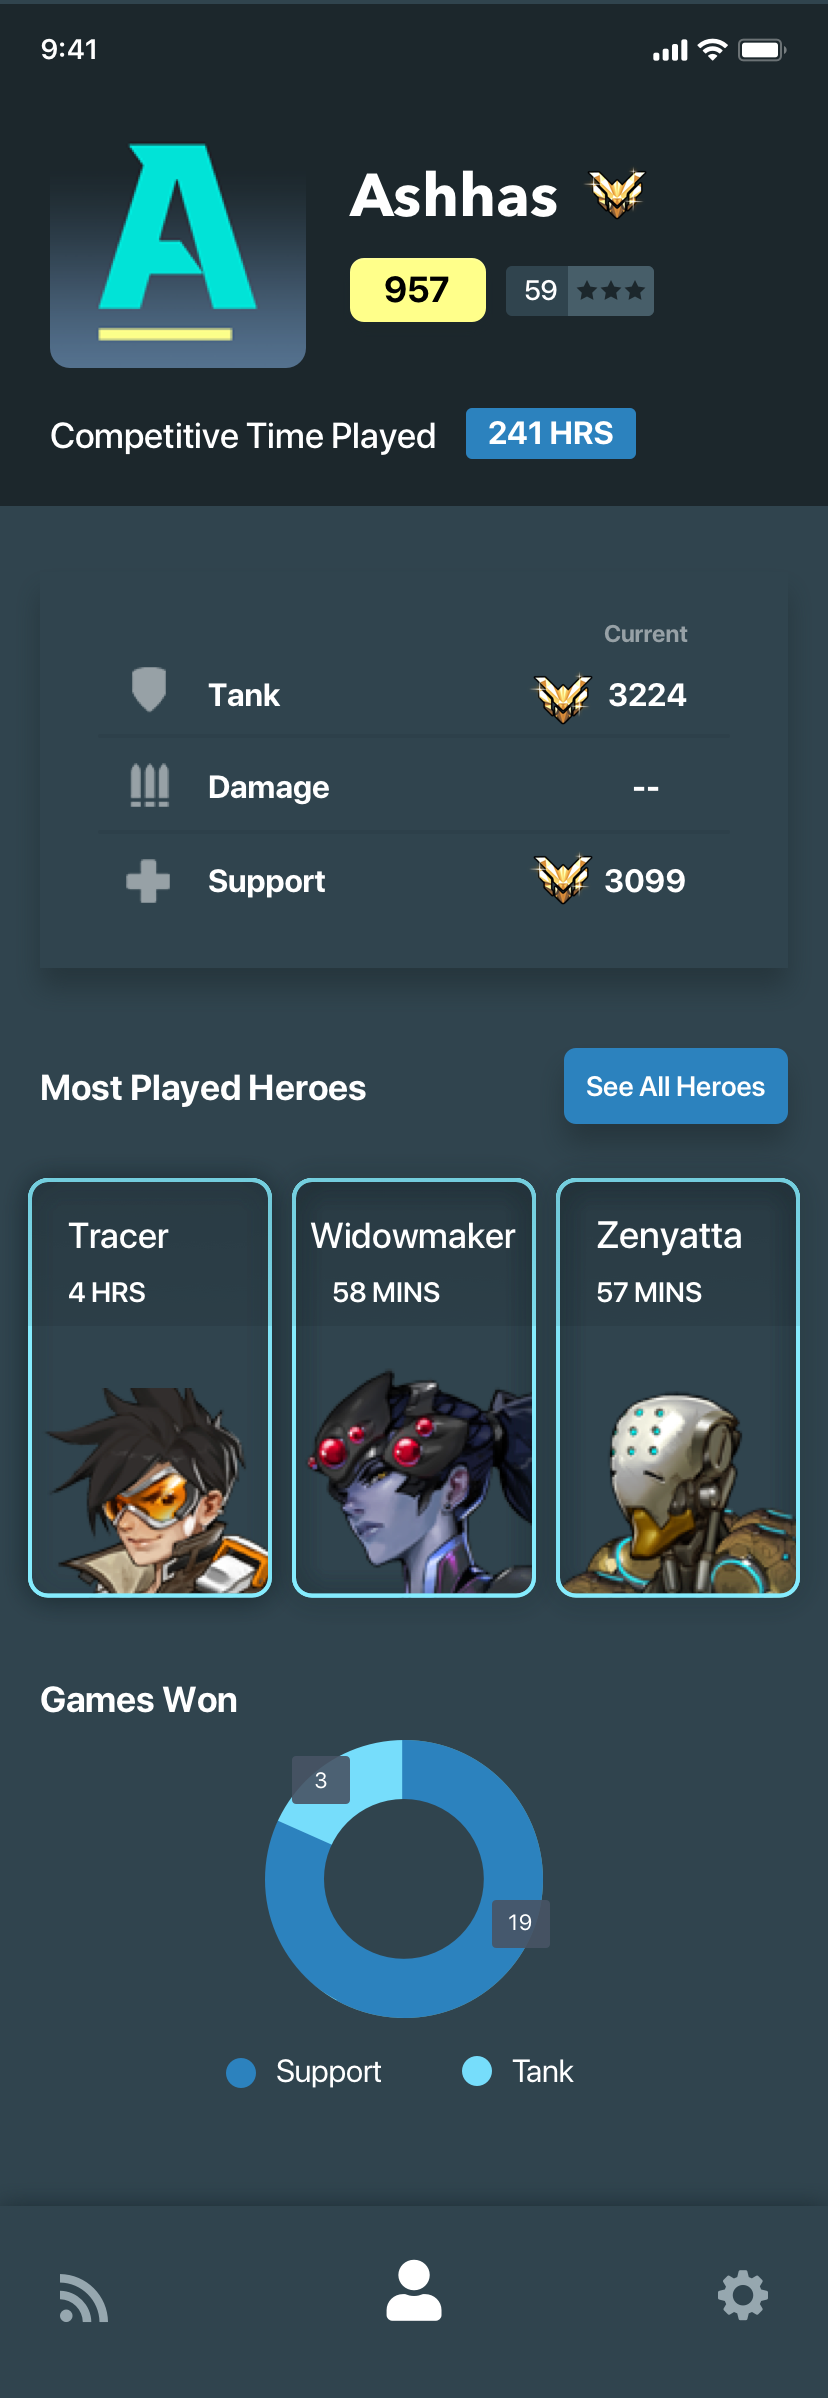 9:41
A
Ashhas
957
59
Competitive Time Played 241 HRS
Current
Tank 3224
Damage --
Support 3099
Most Played Heroes See All Heroes
Tracer
4 HRS
Widowmaker
58 MINS
Zenyatta
57 MINS
Games Won
3
19
Support Tank